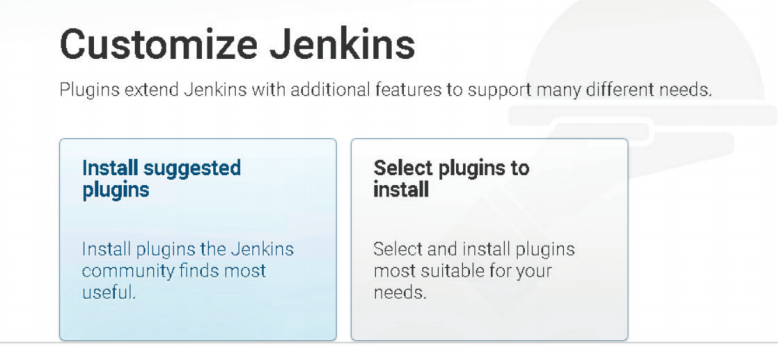 Customize Jenkins
Plugins extend Jenkins with additional features to support many different needs.
Install suggested
plugins
Install plugins the Jenkins
community finds most
useful.
Select plugins to
install
Select and install plugins
most suitable for your
needs.